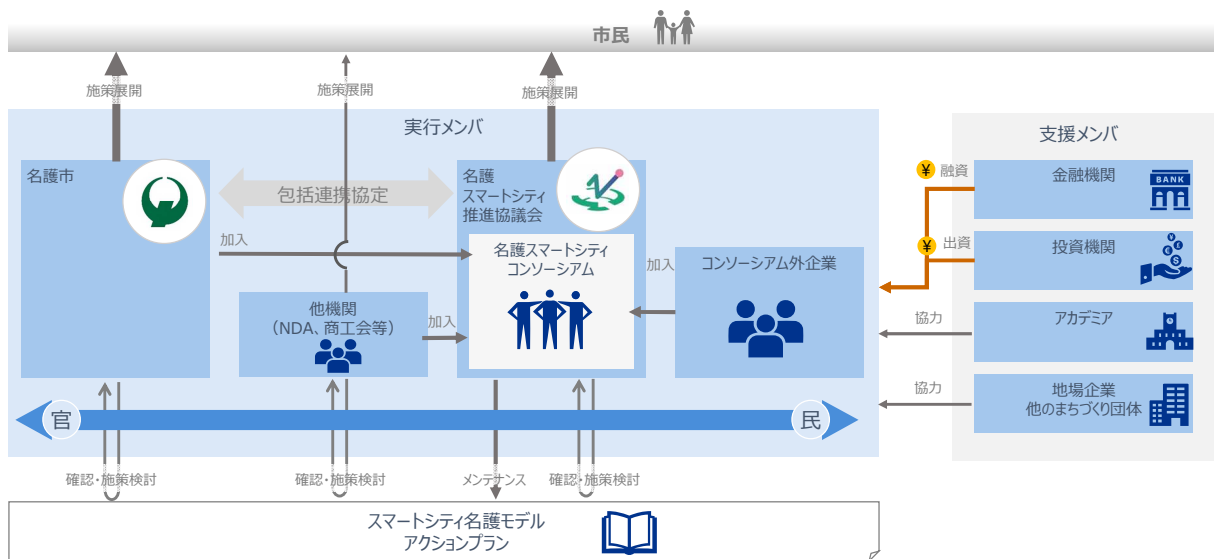 市民
施策展開
施策展開
施策展開
実行メンバ
支援メンバ
名護市
包括連携協定
名護
スマートシティ
推進協議会
加入
名護スマートシティ
コンソーシアム
加入
コンソーシアム外企業
他機関
（NDA、商工会等）
加入
¥ 融資
金融機関
BANK
¥ 出資
投資機関
協力
アカデミア
協力
地場企業
他のまちづくり団体
官
民
確認・施策検討
確認・施策検討
メンテナンス
確認・施策検討
スマートシティ名護モデル
アクションプラン